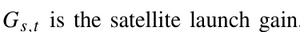 G_{s,t} is the satellite launch gain.